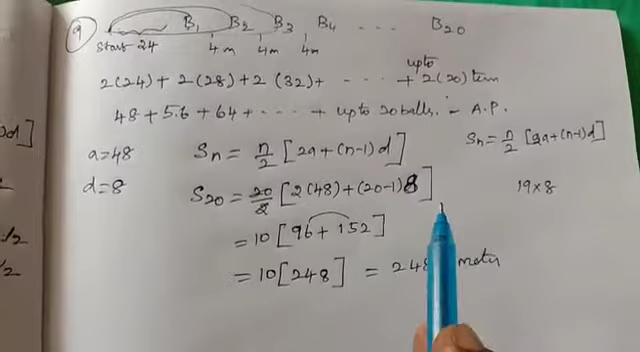 9 B₁ B₂ B₃ B₄ ... B₂₀
Start 24 4m 4m 4m
upto
2(24) + 2(28) + 2(32) + ..... + 2(20) term
48 + 56 + 64 + ..... + upto 20 balls. - A.P.
a = 48 Sn = n/2 [2a + (n-1)d] Sn = n/2 [2a + (n-1)d]
d = 8 S₂₀ = 20/2 [2(48) + (20-1)8] 19 × 8
= 10 [96 + 152]
= 10 [248] = 248 meter